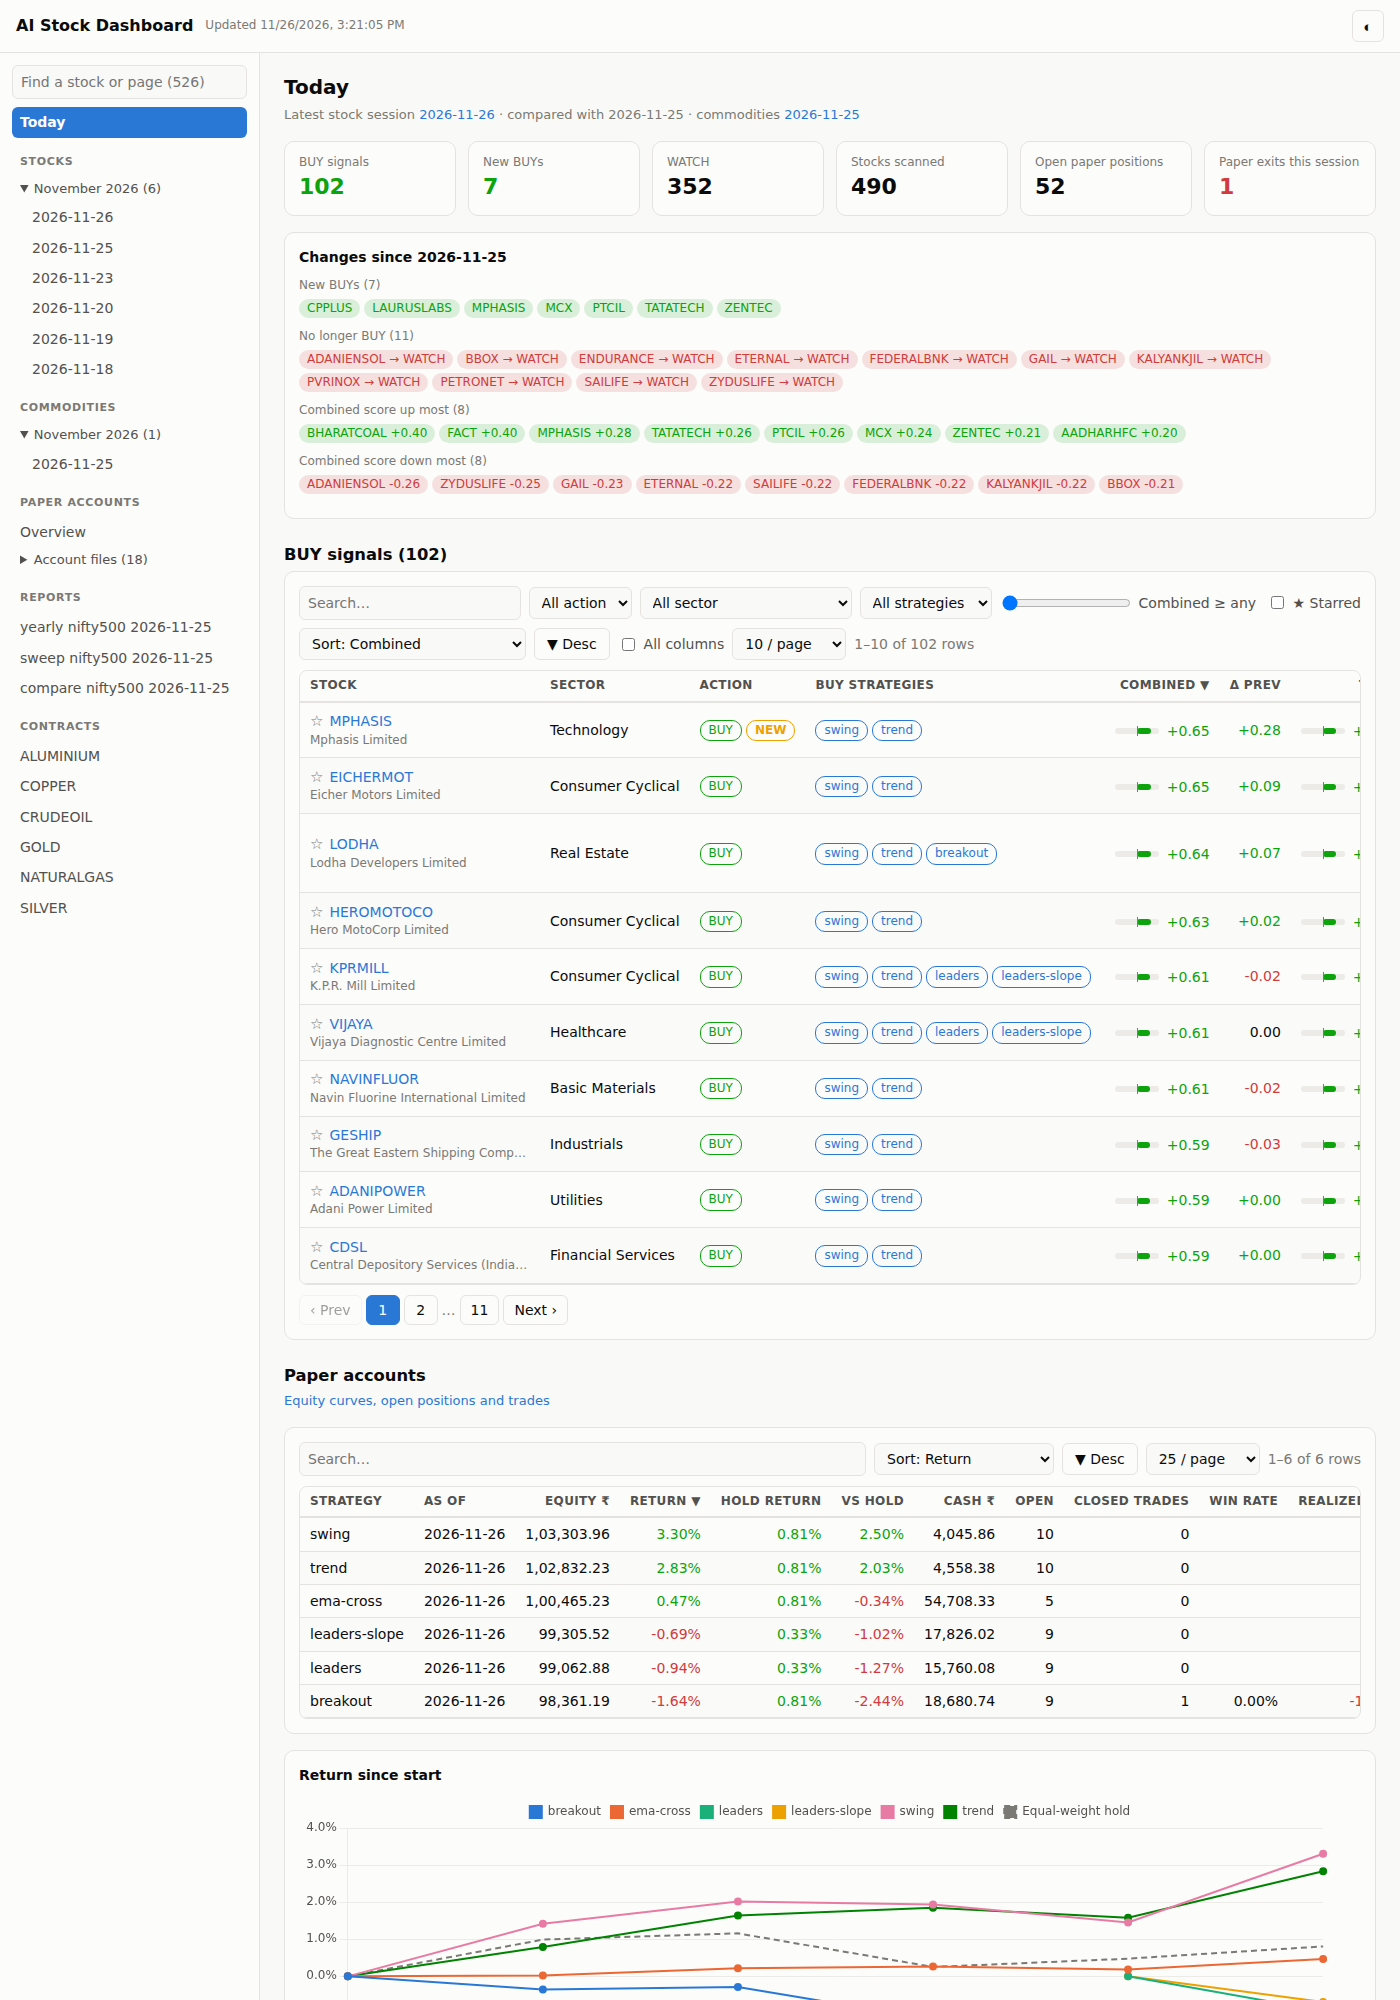 AI Stock Dashboard Updated 11/26/2026, 3:21:05 PM
Find a stock or page (526)
Today
STOCKS
November 2026 (6)
2026-11-26
2026-11-25
2026-11-23
2026-11-20
2026-11-19
2026-11-18
COMMODITIES
November 2026 (1)
2026-11-25
PAPER ACCOUNTS
Overview
Account files (18)
REPORTS
yearly nifty500 2026-11-25
sweep nifty500 2026-11-25
compare nifty500 2026-11-25
CONTRACTS
ALUMINIUM
COPPER
CRUDEOIL
GOLD
NATURALGAS
SILVER
Today
Latest stock session 2026-11-26 · compared with 2026-11-25 · commodities 2026-11-25
BUY signals
102
New BUYs
7
WATCH
352
Stocks scanned
490
Open paper positions
52
Paper exits this session
1
Changes since 2026-11-25
New BUYs (7)
CPPLUS LAURUSLABS MPHASIS MCX PTCIL TATATECH ZENTEC
No longer BUY (11)
ADANIENSOL → WATCH BBOX → WATCH ENDURANCE → WATCH ETERNAL → WATCH FEDERALBNK → WATCH GAIL → WATCH KALYANKJIL → WATCH
PVRINOX → WATCH PETRONET → WATCH SAILIFE → WATCH ZYDUSLIFE → WATCH
Combined score up most (8)
BHARATCOAL +0.40 FACT +0.40 MPHASIS +0.28 TATATECH +0.26 PTCIL +0.26 MCX +0.24 ZENTEC +0.21 AADHARHFC +0.20
Combined score down most (8)
ADANIENSOL -0.26 ZYDUSLIFE -0.25 GAIL -0.23 ETERNAL -0.22 SAILIFE -0.22 FEDERALBNK -0.22 KALYANKJIL -0.22 BBOX -0.21
BUY signals (102)
Search... All action All sector All strategies Combined ≥ any ★ Starred
Sort: Combined ▼ Desc All columns 10 / page 1–10 of 102 rows
STOCK SECTOR ACTION BUY STRATEGIES COMBINED ▼ Δ PREV
☆ MPHASIS
Mphasis Limited
Technology BUY NEW swing trend +0.65 +0.28
☆ EICHERMOT
Eicher Motors Limited
Consumer Cyclical BUY swing trend +0.65 +0.09
☆ LODHA
Lodha Developers Limited
Real Estate BUY swing trend breakout +0.64 +0.07
☆ HEROMOTOCO
Hero MotoCorp Limited
Consumer Cyclical BUY swing trend +0.63 +0.02
☆ KPRMILL
K.P.R. Mill Limited
Consumer Cyclical BUY swing trend leaders leaders-slope +0.61 -0.02
☆ VIJAYA
Vijaya Diagnostic Centre Limited
Healthcare BUY swing trend leaders leaders-slope +0.61 0.00
☆ NAVINFLUOR
Navin Fluorine International Limited
Basic Materials BUY swing trend +0.61 -0.02
☆ GESHIP
The Great Eastern Shipping Comp...
Industrials BUY swing trend +0.59 -0.03
☆ ADANIPOWER
Adani Power Limited
Utilities BUY swing trend +0.59 +0.00
☆ CDSL
Central Depository Services (India...
Financial Services BUY swing trend +0.59 +0.00
‹ Prev 1 2 ... 11 Next ›
Paper accounts
Equity curves, open positions and trades
Search... Sort: Return ▼ Desc 25 / page 1–6 of 6 rows
STRATEGY AS OF EQUITY ₹ RETURN ▼ HOLD RETURN VS HOLD CASH ₹ OPEN CLOSED TRADES WIN RATE REALIZED
swing 2026-11-26 1,03,303.96 3.30% 0.81% 2.50% 4,045.86 10 0
trend 2026-11-26 1,02,832.23 2.83% 0.81% 2.03% 4,558.38 10 0
ema-cross 2026-11-26 1,00,465.23 0.47% 0.81% -0.34% 54,708.33 5 0
leaders-slope 2026-11-26 99,305.52 -0.69% 0.33% -1.02% 17,826.02 9 0
leaders 2026-11-26 99,062.88 -0.94% 0.33% -1.27% 15,760.08 9 0
breakout 2026-11-26 98,361.19 -1.64% 0.81% -2.44% 18,680.74 9 1 0.00%
Return since start
breakout ema-cross leaders leaders-slope swing trend Equal-weight hold
4.0%
3.0%
2.0%
1.0%
0.0%